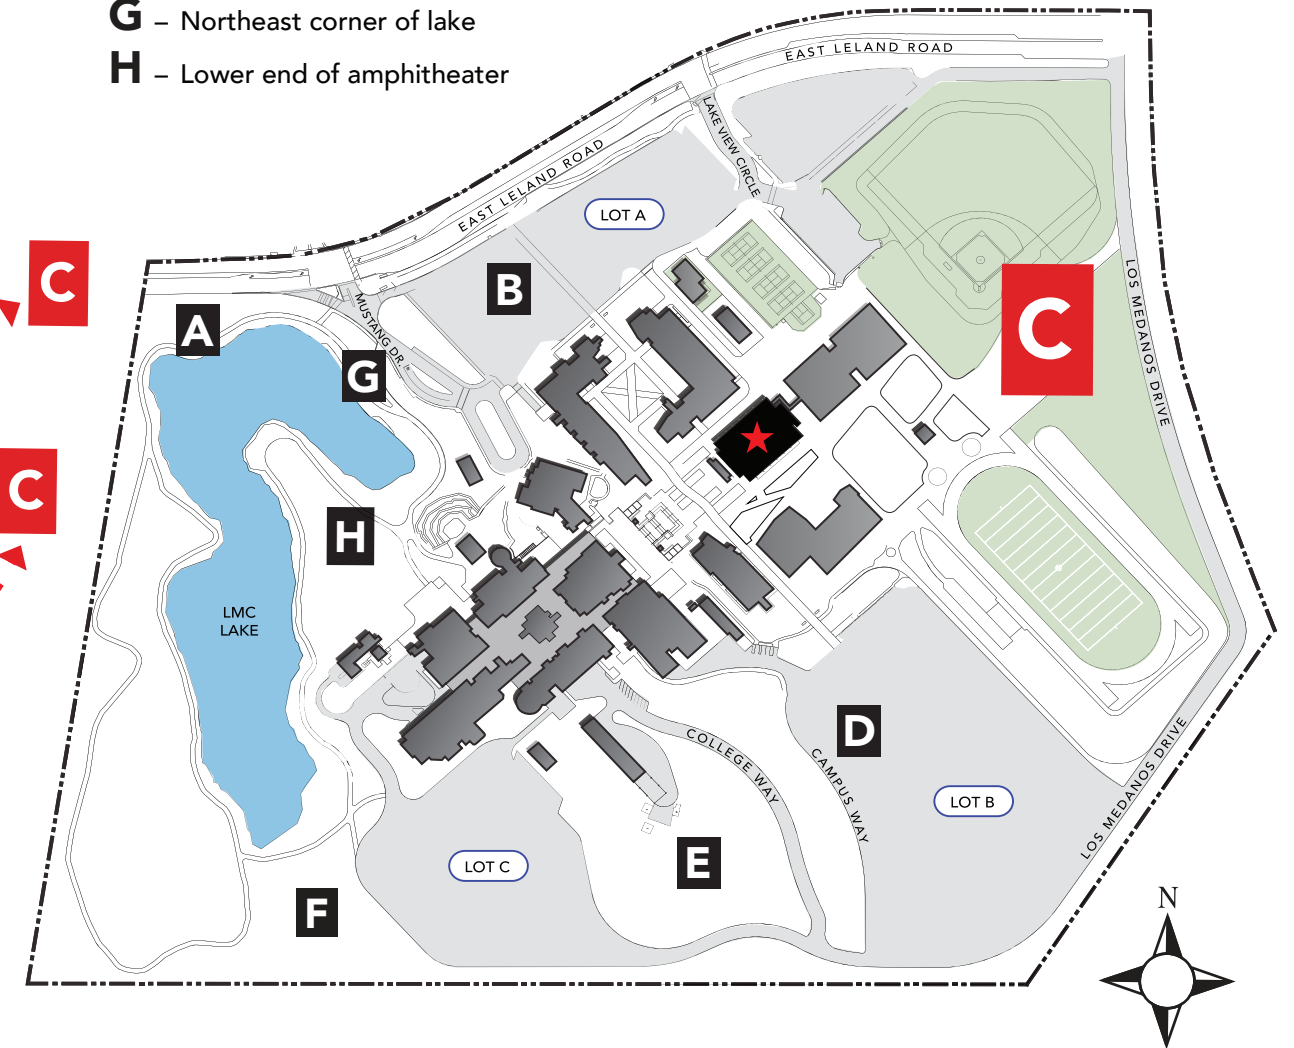 G – Northeast corner of lake
H – Lower end of amphitheater
EAST LELAND ROAD
LAKE VIEW CIRCLE
EAST LELAND ROAD
LOT A
C
B
A
MUSTANG DR.
G
C
LOS MEDANOS DRIVE
C
H
LMC
LAKE
D
COLLEGE WAY
CAMPUS WAY
LOT B
LOS MEDANOS DRIVE
LOT C
E
F
N